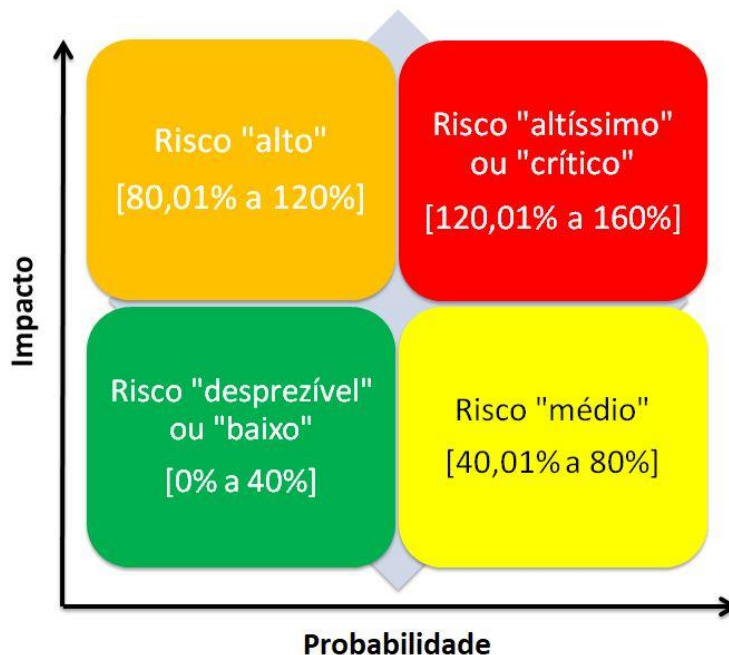 Risco "alto"
[80,01% a 120%]
Risco "altíssimo"
ou "crítico"
[120,01% a 160%]
Impacto
Risco "desprezível"
ou "baixo"
[0% a 40%]
Risco "médio"
[40,01% a 80%]
Probabilidade